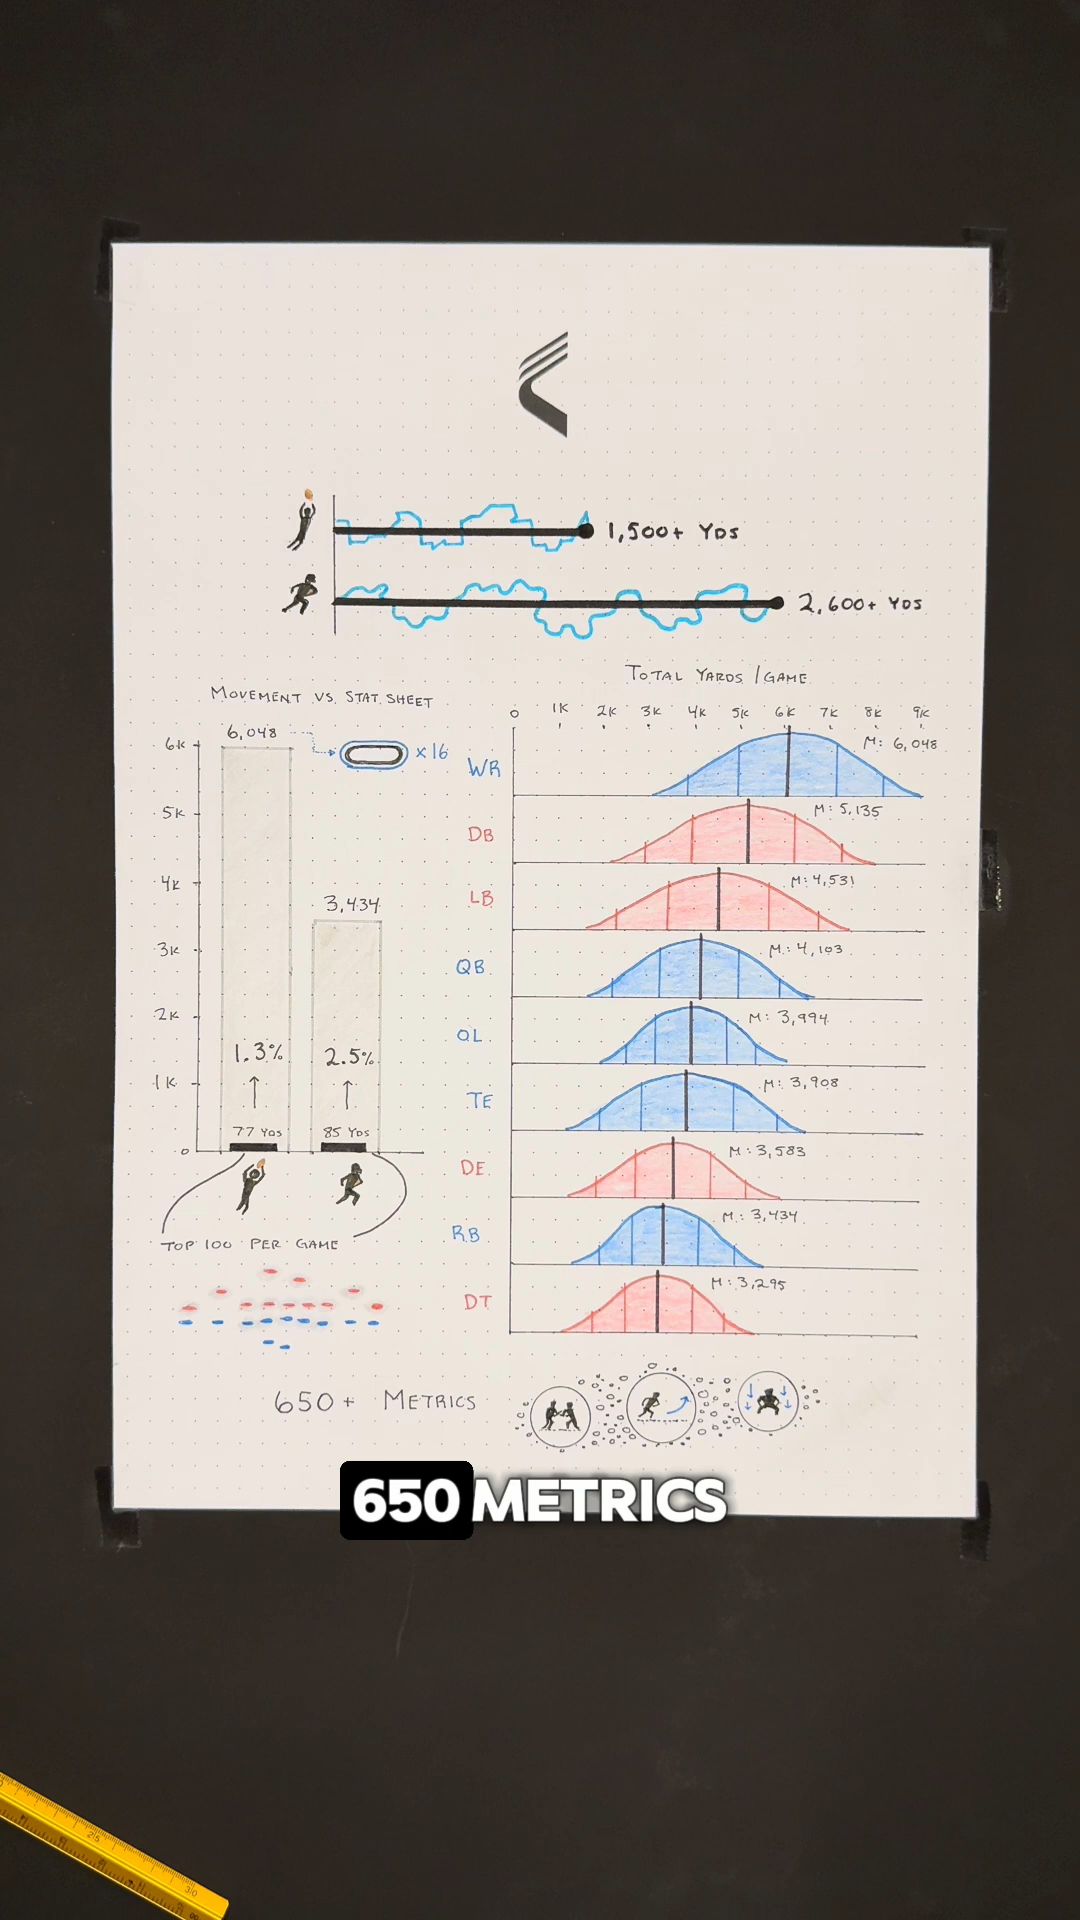 1,500+ YDS
2,600+ YDS
MOVEMENT VS STAT SHEET
6,048
x16
6K
5K
4K
3K
2K
1K
0
3,434
1.3%
2.5%
77 YDS
85 YDS
TOP 100 PER GAME
TOTAL YARDS / GAME
0 1K 2K 3K 4K 5K 6K 7K 8K 9K
WR M: 6,048
DB M: 5,135
LB M: 4,531
QB M: 4,103
OL M: 3,994
TE M: 3,908
DE M: 3,583
RB M: 3,434
DT M: 3,295
650+ METRICS
650 METRICS
25
30